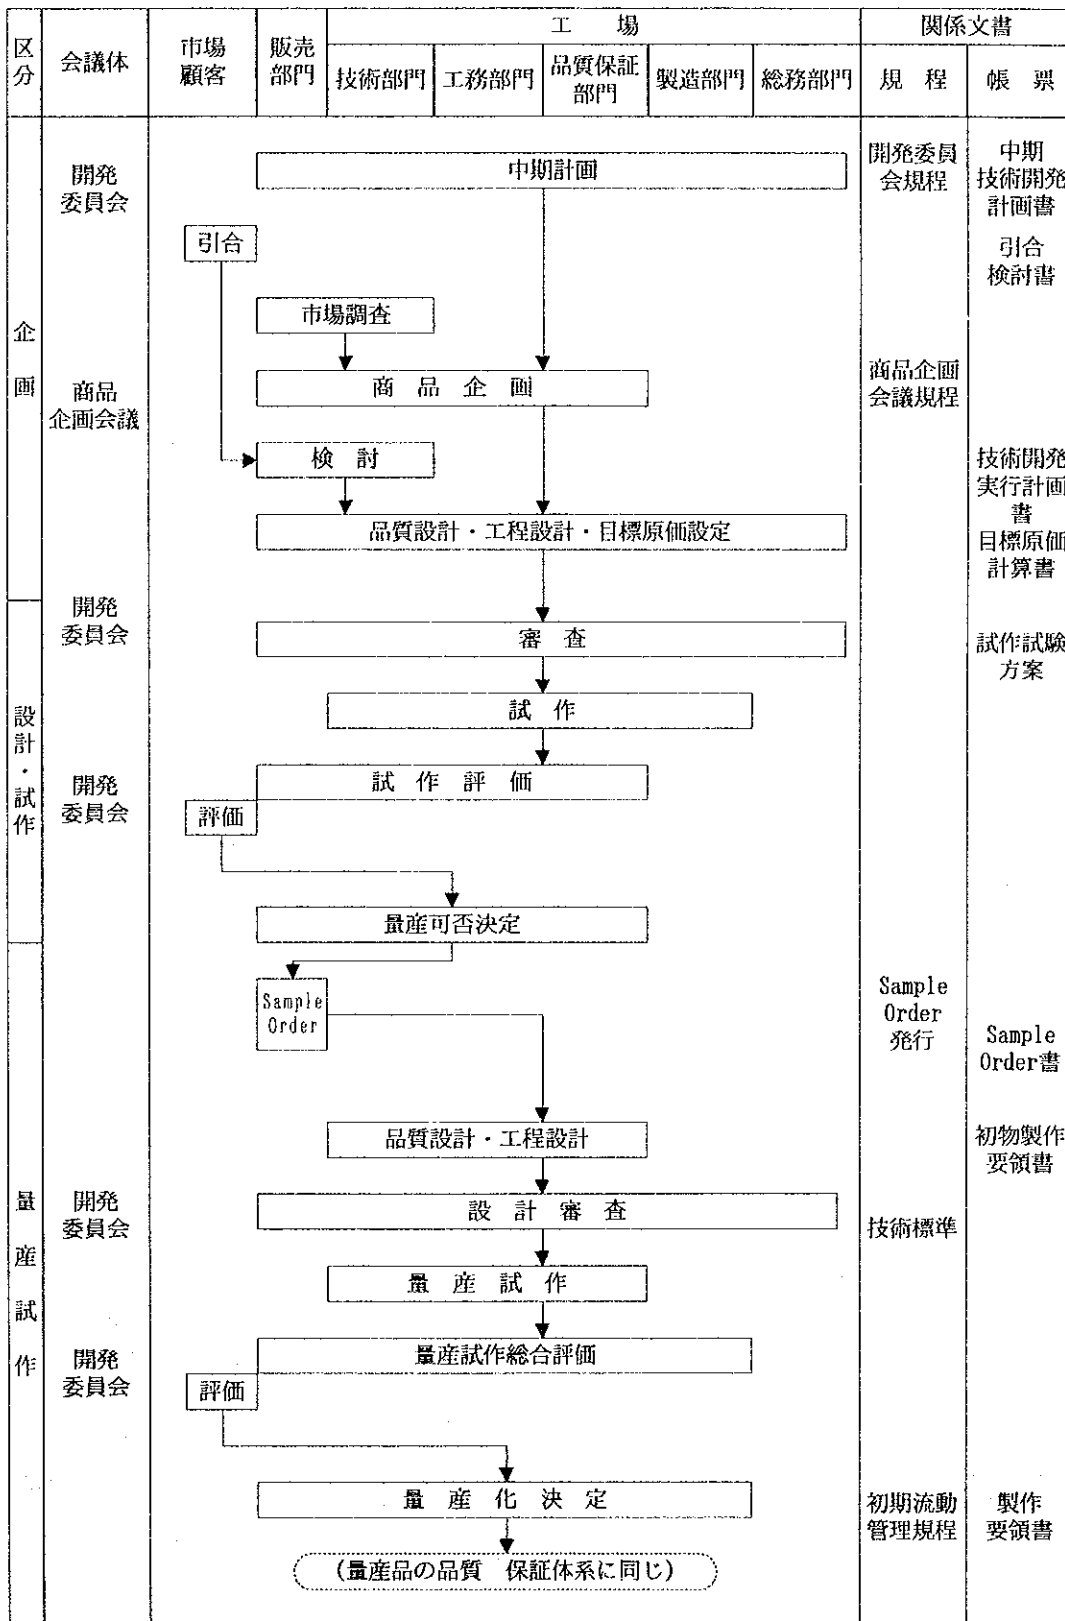 区分
会議体
市場
顧客
販売
部門
工　場
技術部門
工務部門
品質保証
部門
製造部門
総務部門
関係文書
規　程
帳　票
企画
開発
委員会
中期計画
開発委員
会規程
中期
技術開発
計画書
引合
引合
検討書
市場調査
商品
企画会議
商　品　企　画
商品企画
会議規程
検　討
技術開発
実行計画
書
品質設計・工程設計・目標原価設定
目標原価
計算書
設計・試作
開発
委員会
審　査
試作試験
方案
試　作
開発
委員会
試　作　評　価
評価
量産可否決定
量産試作
Sample
Order
Sample
Order
発行
Sample
Order書
品質設計・工程設計
初物製作
要領書
開発
委員会
設　計　審　査
技術標準
量　産　試　作
開発
委員会
量産試作総合評価
評価
量　産　化　決　定
初期流動
管理規程
製作
要領書
(量産品の品質　保証体系に同じ)